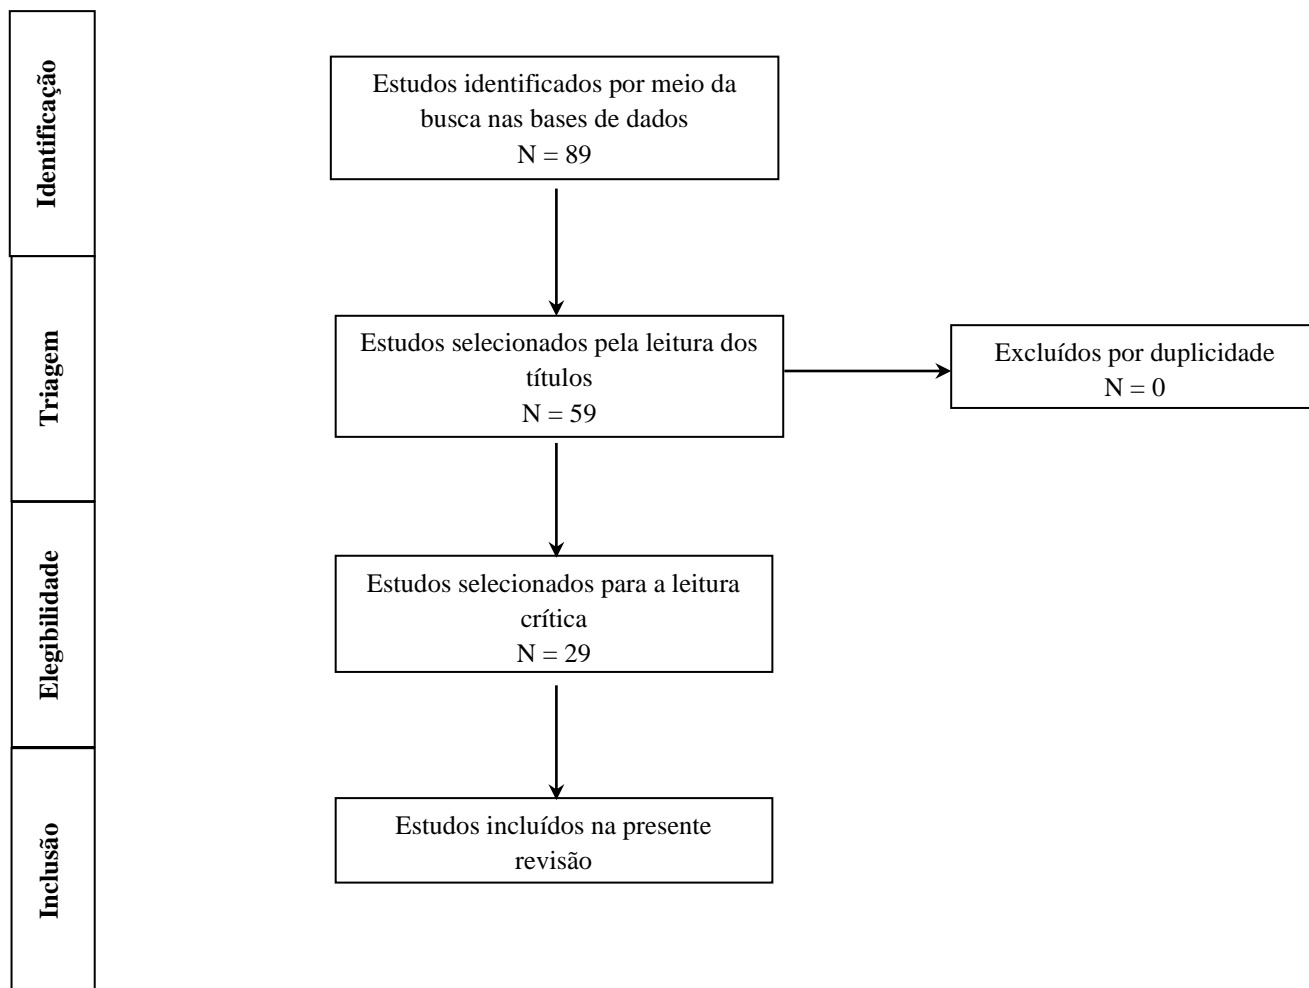 Identificação
Estudos identificados por meio da
busca nas bases de dados
N = 89
Triagem
Estudos selecionados pela leitura dos
títulos
N = 59
Excluídos por duplicidade
N = 0
Elegibilidade
Estudos selecionados para a leitura
crítica
N = 29
Inclusão
Estudos incluídos na presente
revisão